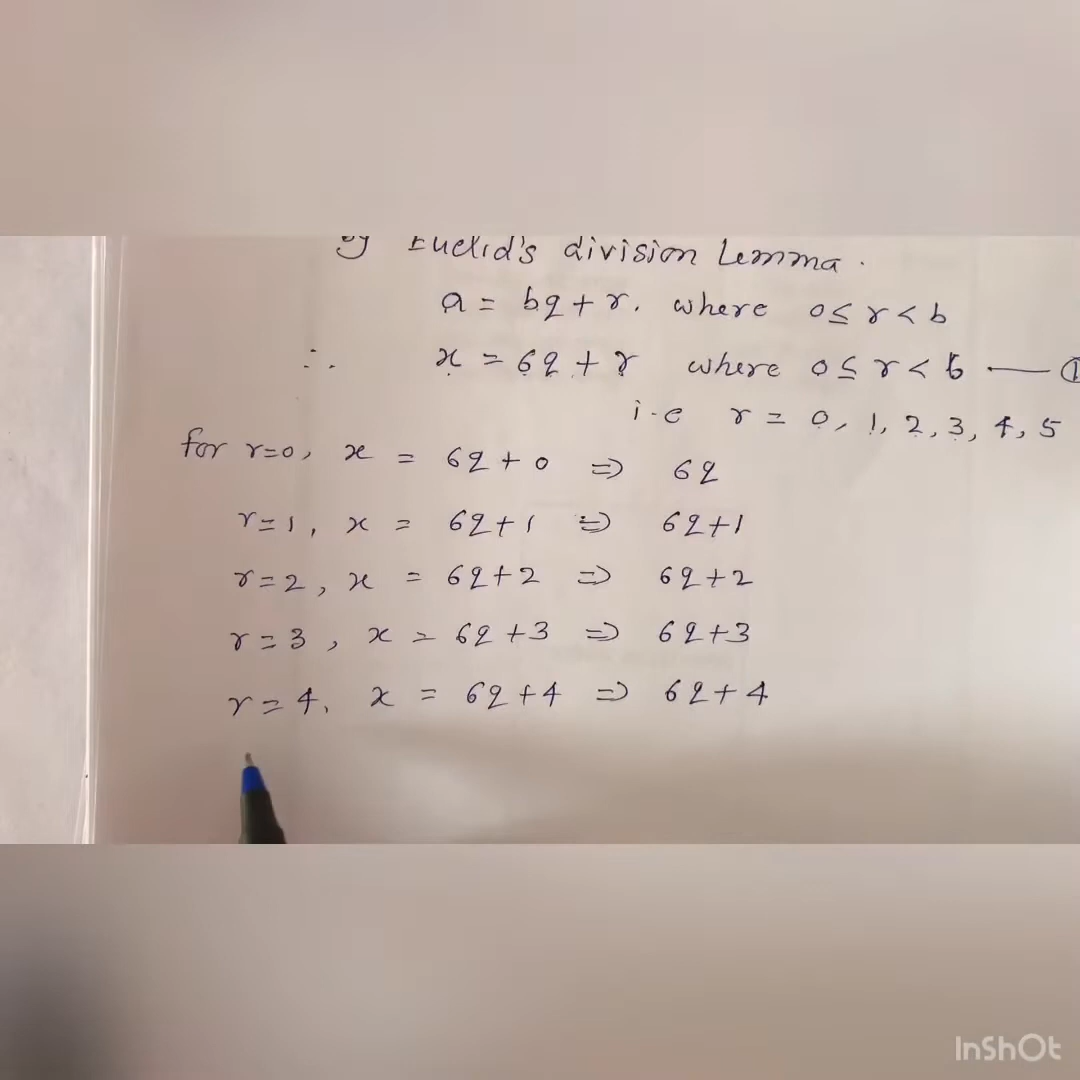 by Euclid's division Lemma.
a = bq + r. where 0 ≤ r < b
∴ x = 6q + r where 0 ≤ r < 6 — ①
i.e r = 0, 1, 2, 3, 4, 5
for r=0, x = 6q + 0 ⇒ 6q
r=1, x = 6q+1 ⇒ 6q+1
r=2, x = 6q+2 ⇒ 6q+2
r=3, x = 6q+3 ⇒ 6q+3
r=4, x = 6q+4 ⇒ 6q+4
InShOt